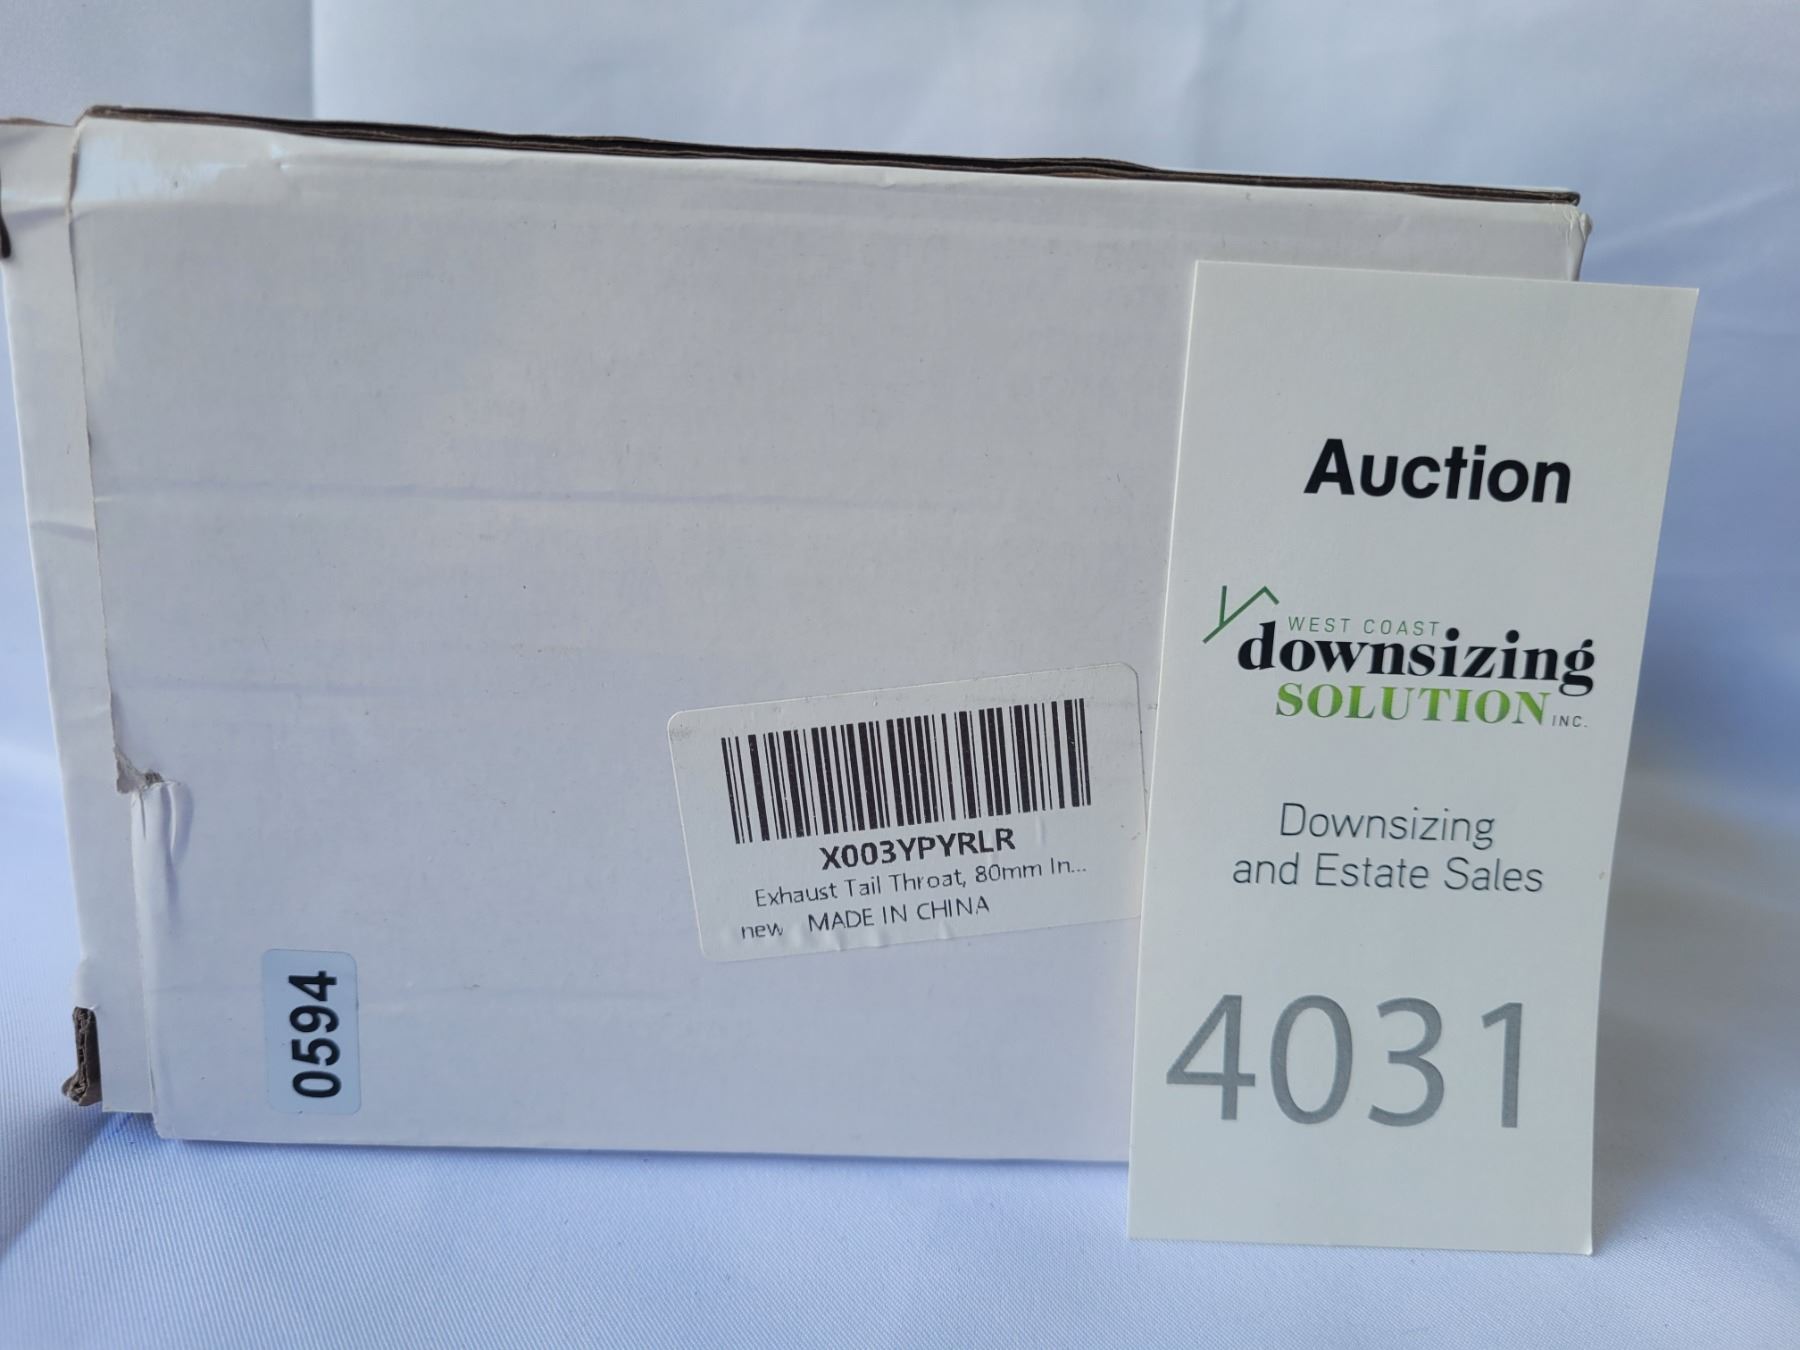 X003YPYRLR
Exhaust Tail Throat, 80mm In...
new MADE IN CHINA
0594
Auction
WEST COAST
downsizing
SOLUTION INC.
Downsizing
and Estate Sales
4031